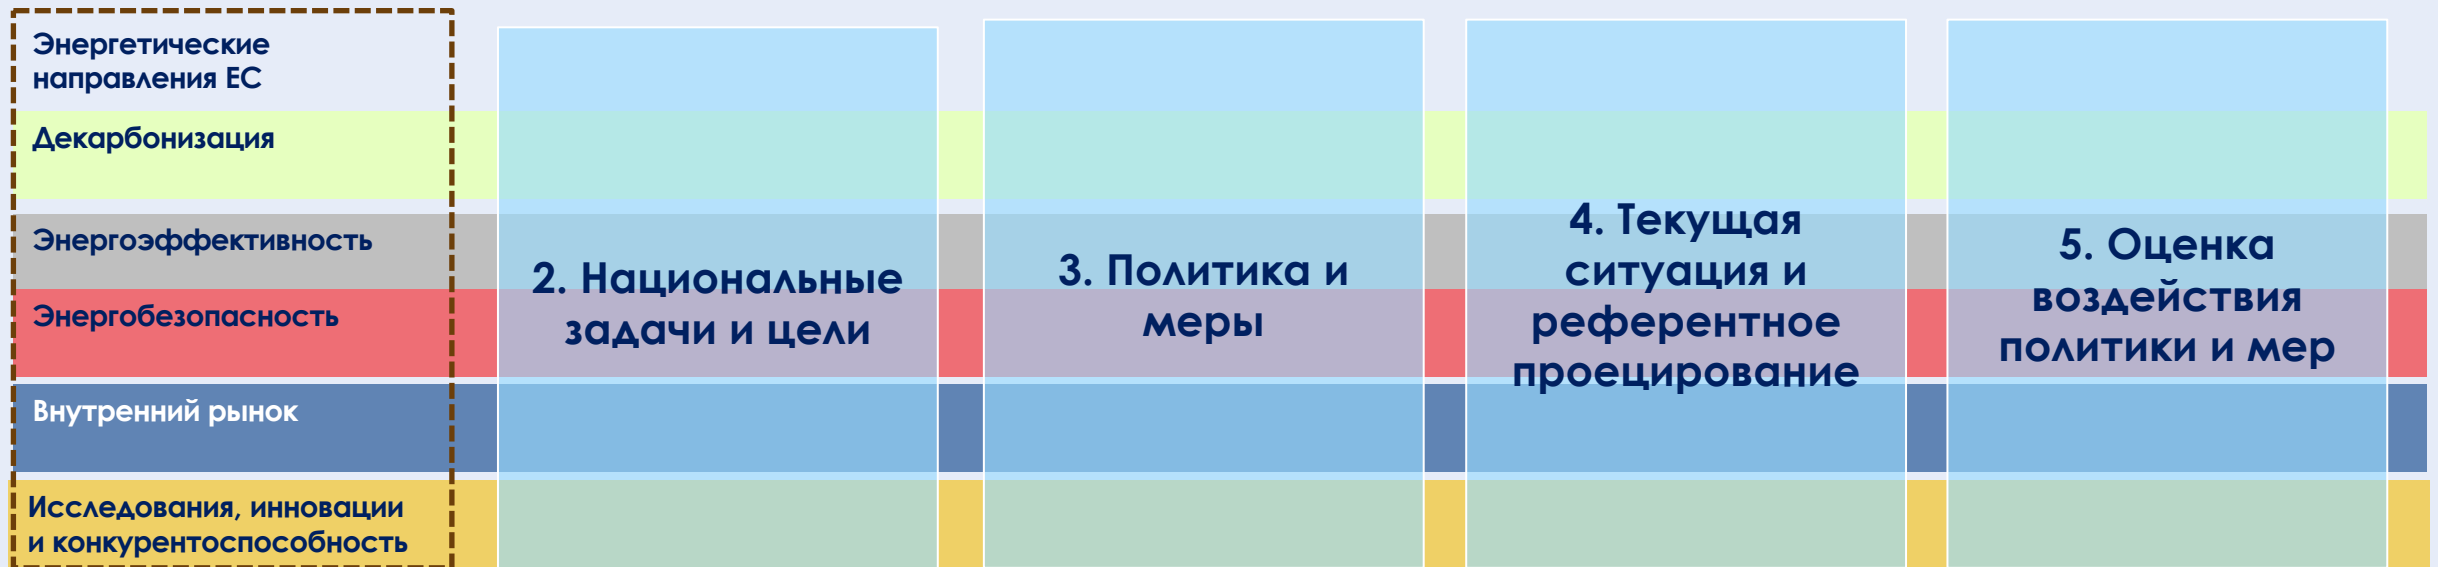 Энергетические
направления ЕС
Декарбонизация
Энергоэффективность
Энергобезопасность
Внутренний рынок
Исследования, инновации
и конкурентоспособность
2. Национальные
задачи и цели
3. Политика и
меры
4. Текущая
ситуация и
референтное
проецирование
5. Оценка
воздействия
политики и мер